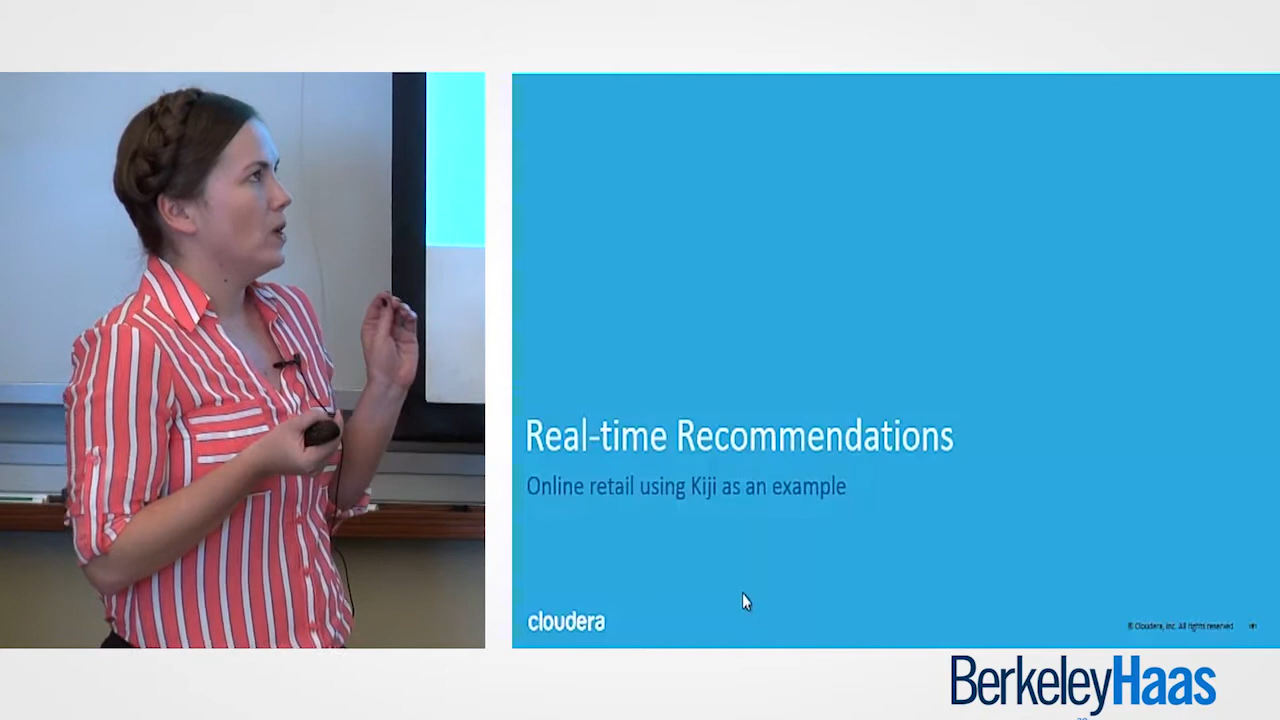 Real-time Recommendations
Online retail using Kiji as an example
cloudera
© Cloudera, Inc. All rights reserved
BerkeleyHaas